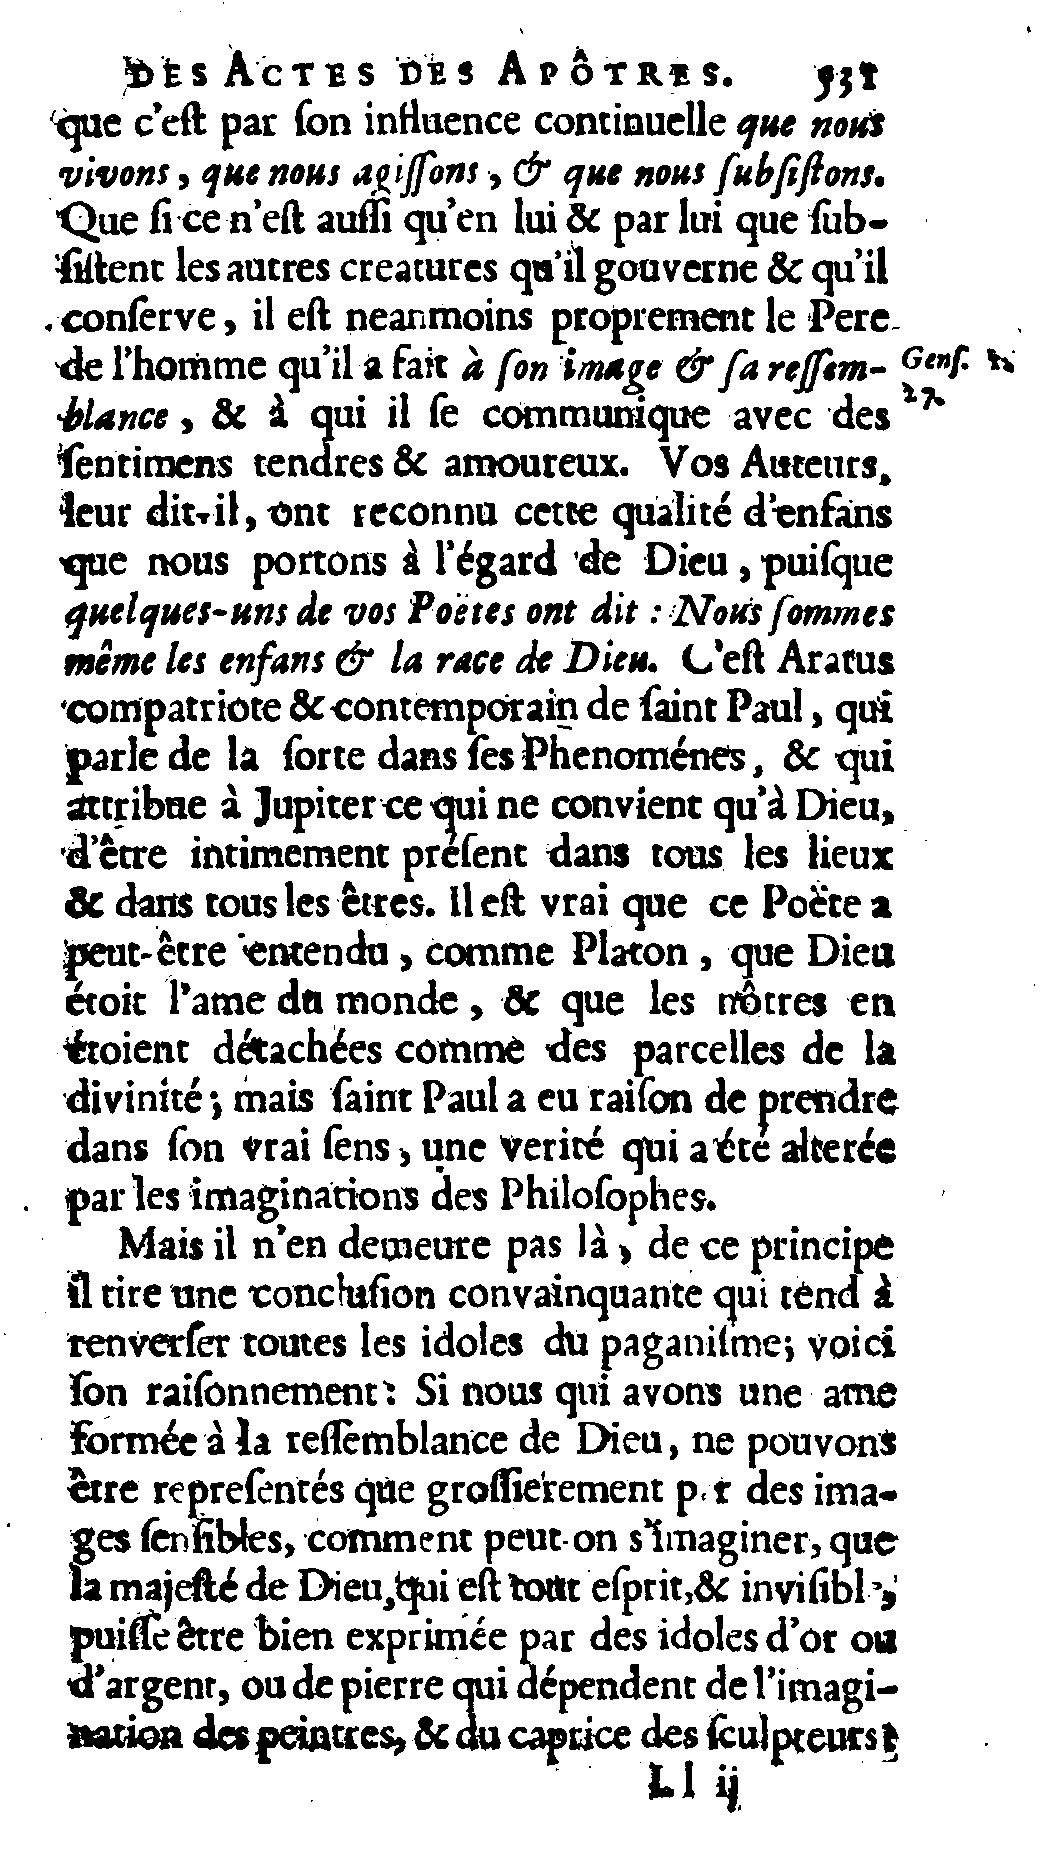 DES ACTES DES APÔTRES. 531
que c'eſt par ſon influence continuelle que nous
vivons, que nous agiſſons, & que nous ſubſiſtons.
Que ſi ce n'eſt auſſi qu'en lui & par lui que ſub-
ſiſtent les autres creatures qu'il gouverne & qu'il
conſerve, il eſt neanmoins proprement le Pere
de l'homme qu'il a fait à ſon image & ſa reſſem-
Genſ. 1.
27.
blance, & à qui il ſe communique avec des
ſentimens tendres & amoureux. Vos Auteurs,
leur dit-il, ont reconnu cette qualité d'enfans
que nous portons à l'égard de Dieu, puiſque
quelques-uns de vos Poëtes ont dit : Nous ſommes
même les enfans & la race de Dieu. C'eſt Aratus
compatriote & contemporain de ſaint Paul, qui
parle de la ſorte dans ſes Phenoménes, & qui
attribue à Jupiter ce qui ne convient qu'à Dieu,
d'être intimement préſent dans tous les lieux
& dans tous les êtres. Il eſt vrai que ce Poëte a
peut-être entendu, comme Platon, que Dieu
étoit l'ame du monde, & que les nôtres en
étoient détachées comme des parcelles de la
divinité; mais ſaint Paul a eu raiſon de prendre
dans ſon vrai ſens, une verité qui a été alterée
par les imaginations des Philoſophes.
Mais il n'en demeure pas là, de ce principe
il tire une concluſion convainquante qui tend à
renverſer toutes les idoles du paganiſme; voici
ſon raiſonnement: Si nous qui avons une ame
formée à la reſſemblance de Dieu, ne pouvons
être repreſentés que groſſierement par des ima-
ges ſenſibles, comment peut-on s'imaginer, que
la majeſté de Dieu, qui eſt tout eſprit, & inviſible,
puiſſe être bien exprimée par des idoles d'or ou
d'argent, ou de pierre qui dépendent de l'imagi-
nation des peintres, & du caprice des ſculpteurs?
Ll ij